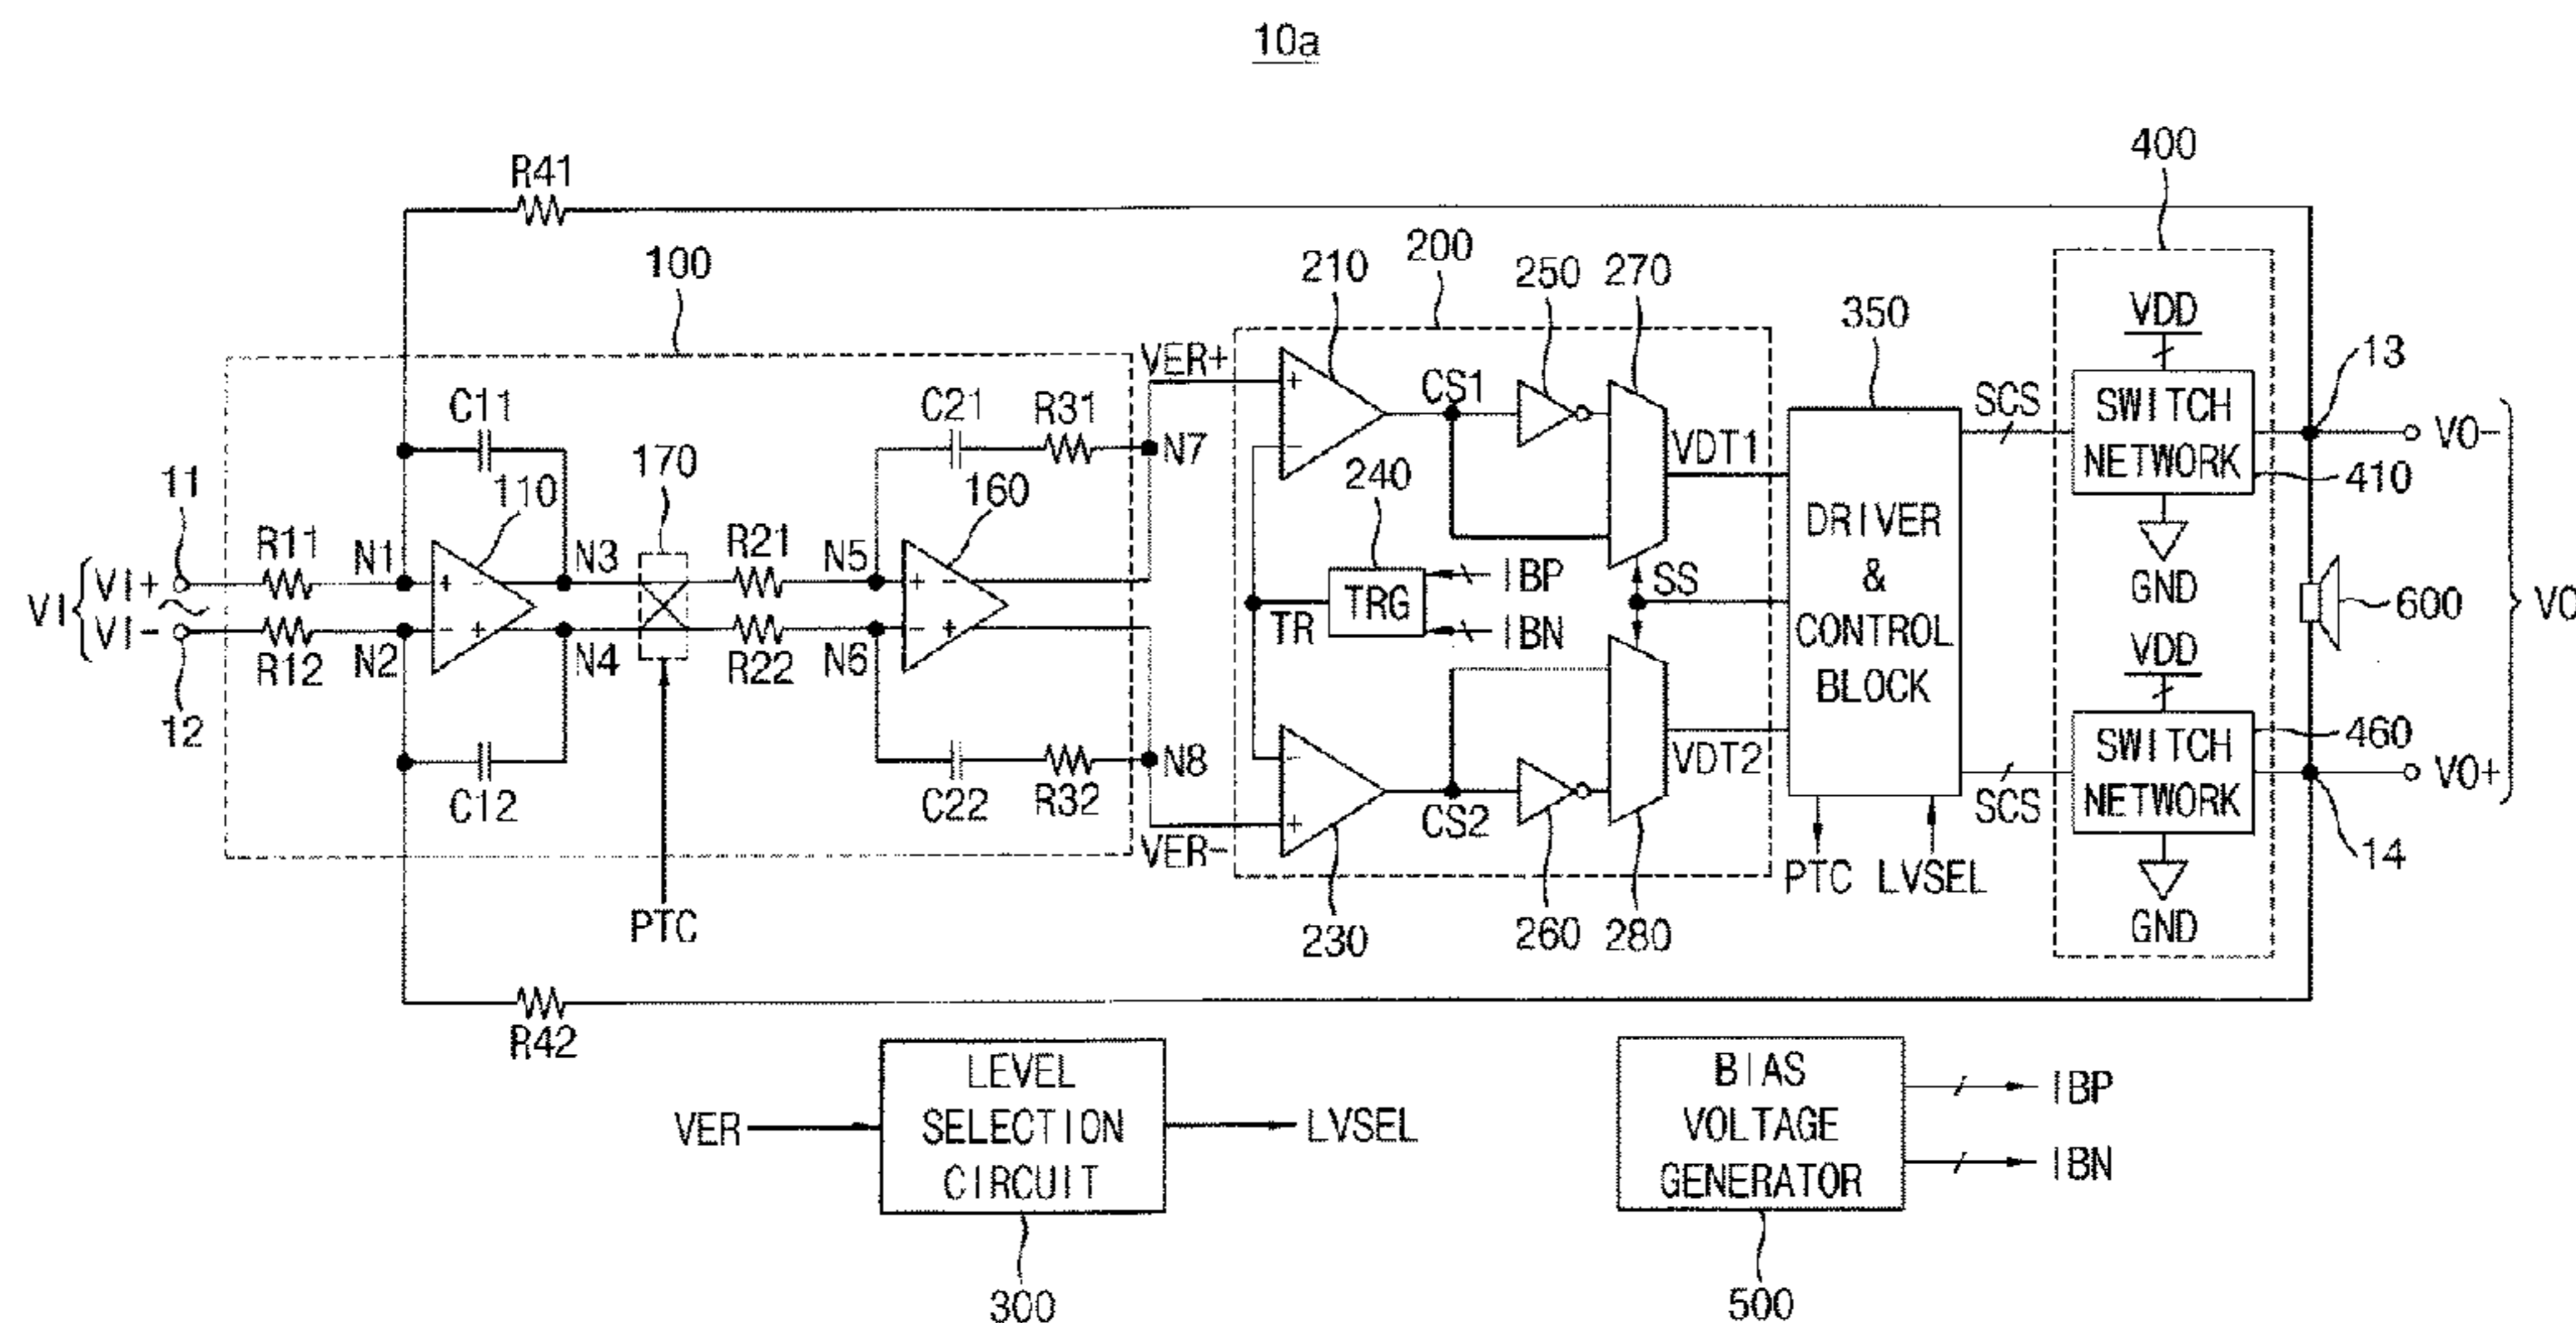 10a
R41
400
100
200
210
250
270
350
VDD
13
VER+
CS1
SCS
SWITCH
NETWORK
VO-
C11
C21
R31
N7
VDT1
410
11
110
170
160
240
DRIVER
&
CONTROL
BLOCK
GND
R11
N1
N3
R21
N5
IBP
SS
VI
VI+
VI-
TR
TRG
IBN
600
VO
R12
N2
N4
R22
N6
VDD
12
C12
C22
R32
N8
CS2
VDT2
SCS
SWITCH
NETWORK
460
VO+
VER-
PTC
LVSEL
14
PTC
230
260
280
GND
R42
VER
LEVEL
SELECTION
CIRCUIT
LVSEL
BIAS
VOLTAGE
GENERATOR
IBP
IBN
300
500